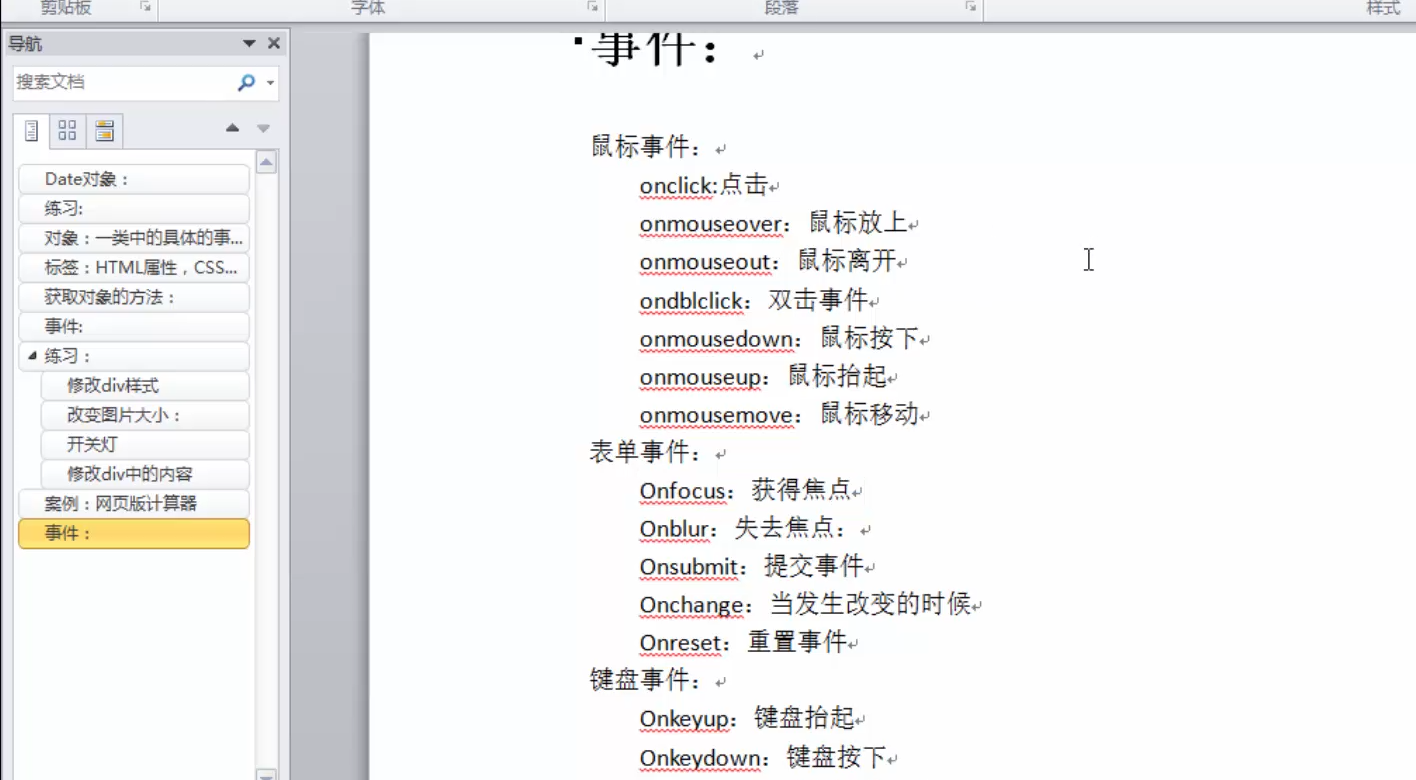 剪贴板 字体 段落 样式
导航
搜索文档
Date对象：
练习:
对象：一类中的具体的事...
标签：HTML属性，CSS...
获取对象的方法：
事件:
练习：
修改div样式
改变图片大小：
开关灯
修改div中的内容
案例：网页版计算器
事件：
事件：
鼠标事件：
onclick:点击
onmouseover：鼠标放上
onmouseout：鼠标离开
ondblclick：双击事件
onmousedown：鼠标按下
onmouseup：鼠标抬起
onmousemove：鼠标移动
表单事件：
Onfocus：获得焦点
Onblur：失去焦点：
Onsubmit：提交事件
Onchange：当发生改变的时候
Onreset：重置事件
键盘事件：
Onkeyup：键盘抬起
Onkeydown：键盘按下